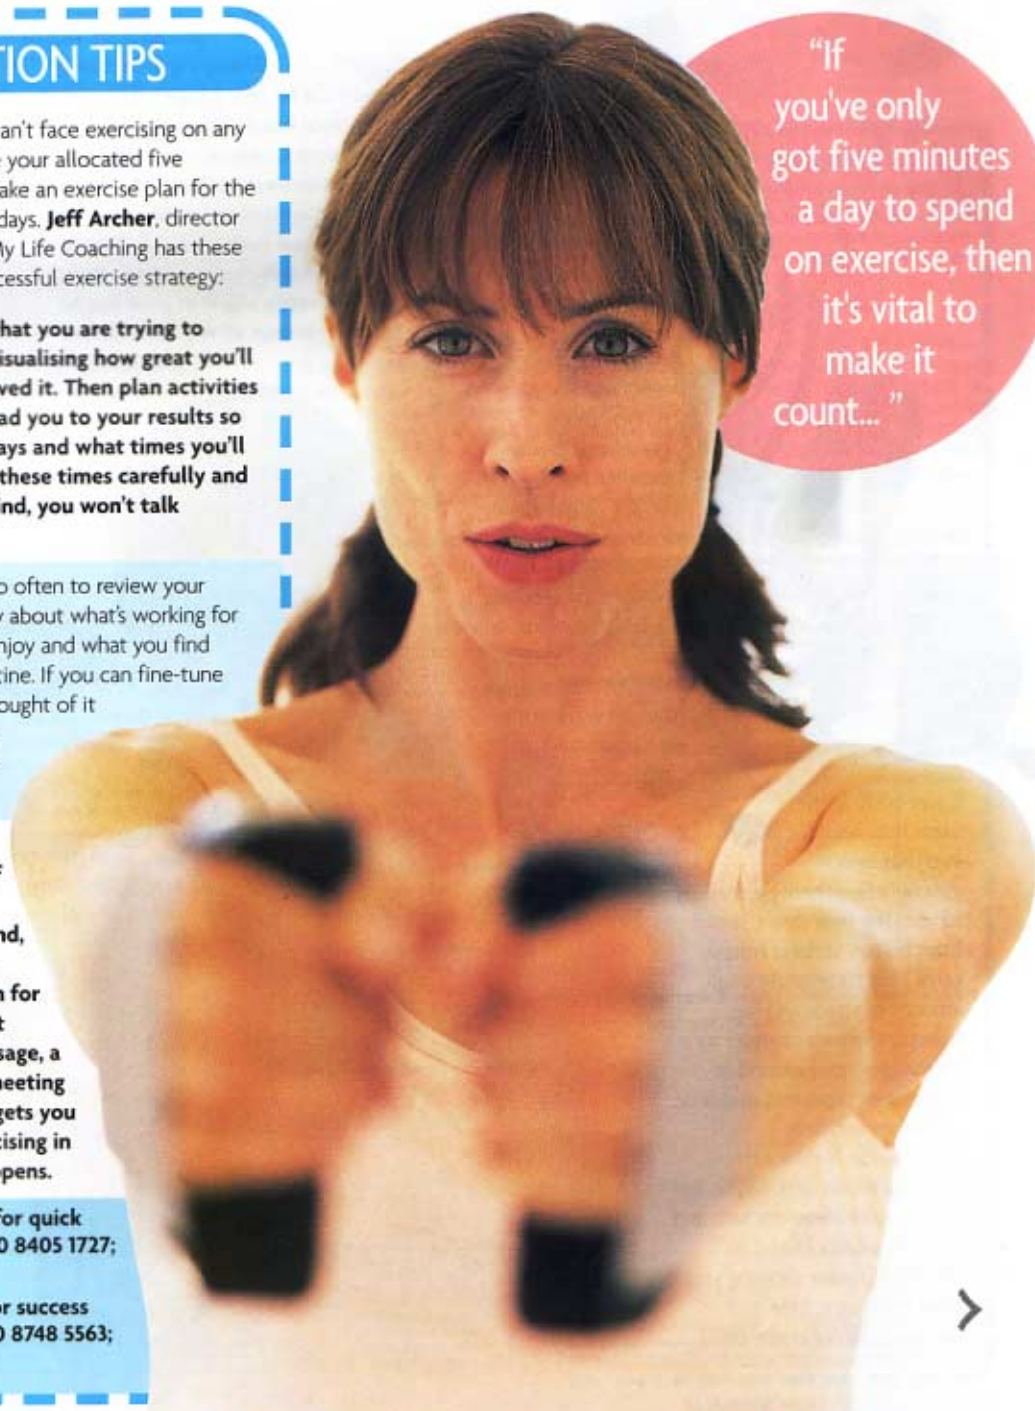 TION TIPS
an't face exercising on any
your allocated five
ake an exercise plan for the
days. Jeff Archer, director
My Life Coaching has these
cessful exercise strategy:
hat you are trying to
isualising how great you'll
ved it. Then plan activities
ad you to your results so
ays and what times you'll
these times carefully and
ind, you won't talk
o often to review your
y about what's working for
njoy and what you find
tine. If you can fine-tune
ought of it
nd,
n for
t
sage, a
neeting
gets you
cising in
ppens.
for quick
0 8405 1727;
or success
0 8748 5563;
“If
you've only
got five minutes
a day to spend
on exercise, then
it's vital to
make it
count... ”